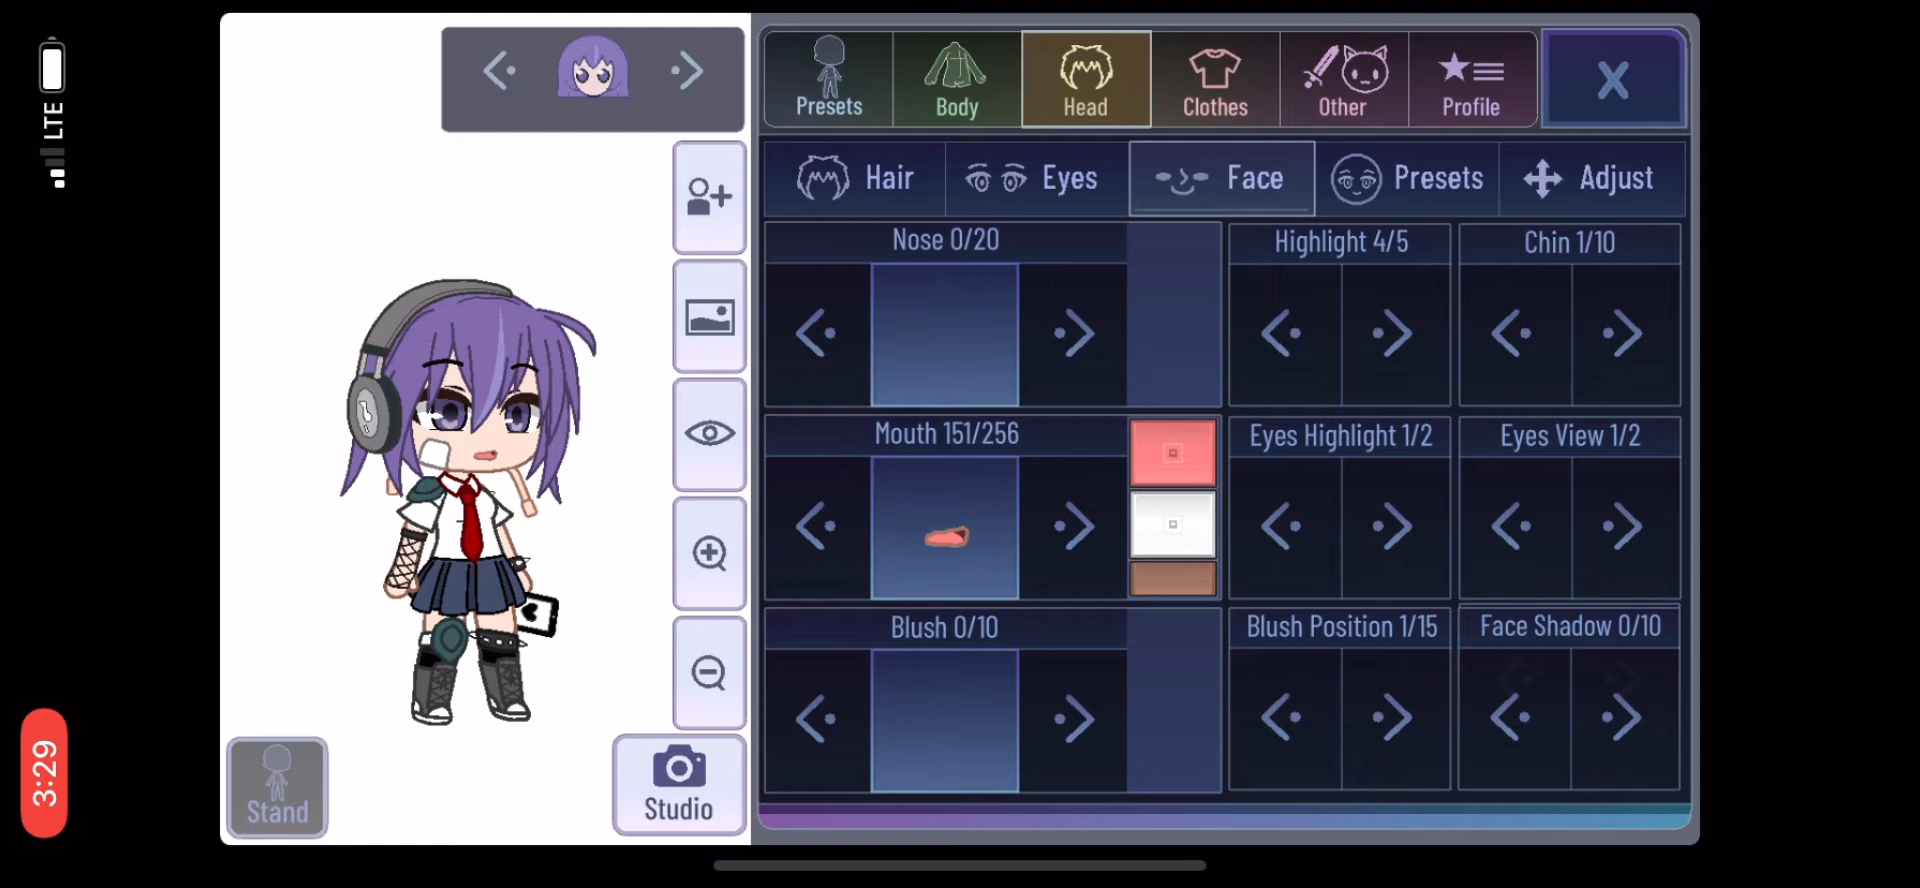 LTE
3:29
Stand
Studio
Presets
Body
Head
Clothes
Other
Profile
X
Hair
Eyes
Face
Presets
Adjust
Nose 0/20
Highlight 4/5
Chin 1/10
Mouth 151/256
Eyes Highlight 1/2
Eyes View 1/2
Blush 0/10
Blush Position 1/15
Face Shadow 0/10